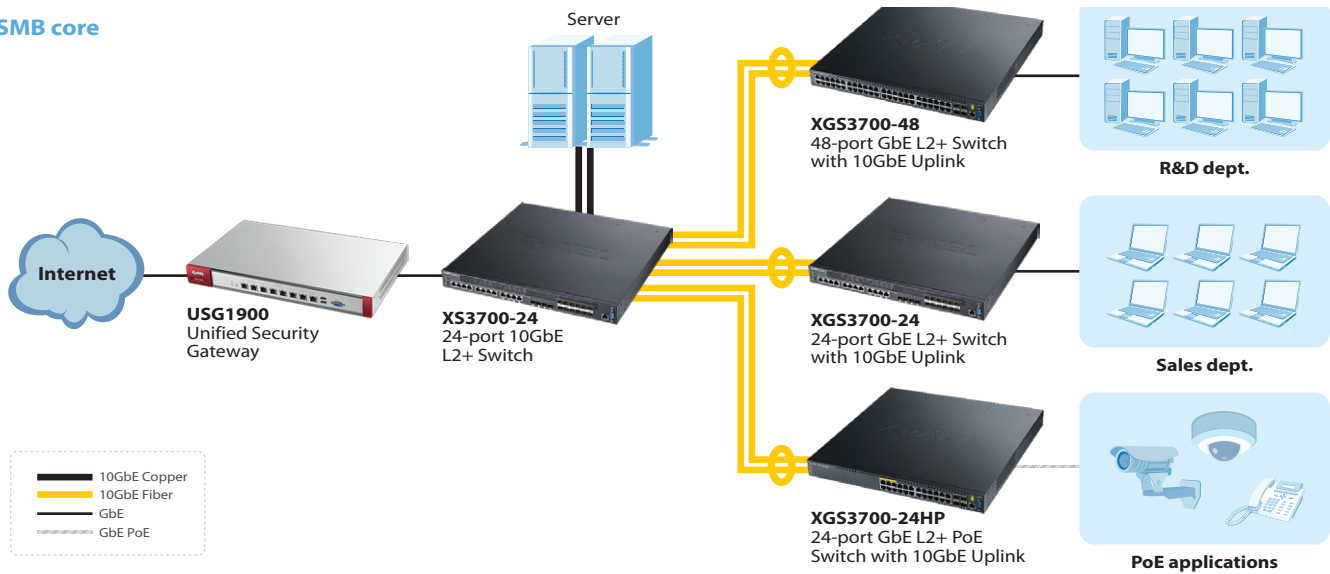 SMB core
Server
Internet
USG1900
Unified Security
Gateway
XS3700-24
24-port 10GbE
L2+ Switch
XGS3700-48
48-port GbE L2+ Switch
with 10GbE Uplink
R&D dept.
XGS3700-24
24-port GbE L2+ Switch
with 10GbE Uplink
Sales dept.
XGS3700-24HP
24-port GbE L2+ PoE
Switch with 10GbE Uplink
PoE applications
10GbE Copper
10GbE Fiber
GbE
GbE PoE